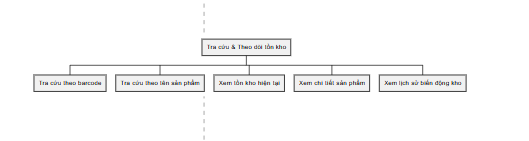 Tra cứu & Theo dõi tồn kho
Tra cứu theo barcode
Tra cứu theo tên sản phẩm
Xem tồn kho hiện tại
Xem chi tiết sản phẩm
Xem lịch sử biến động kho